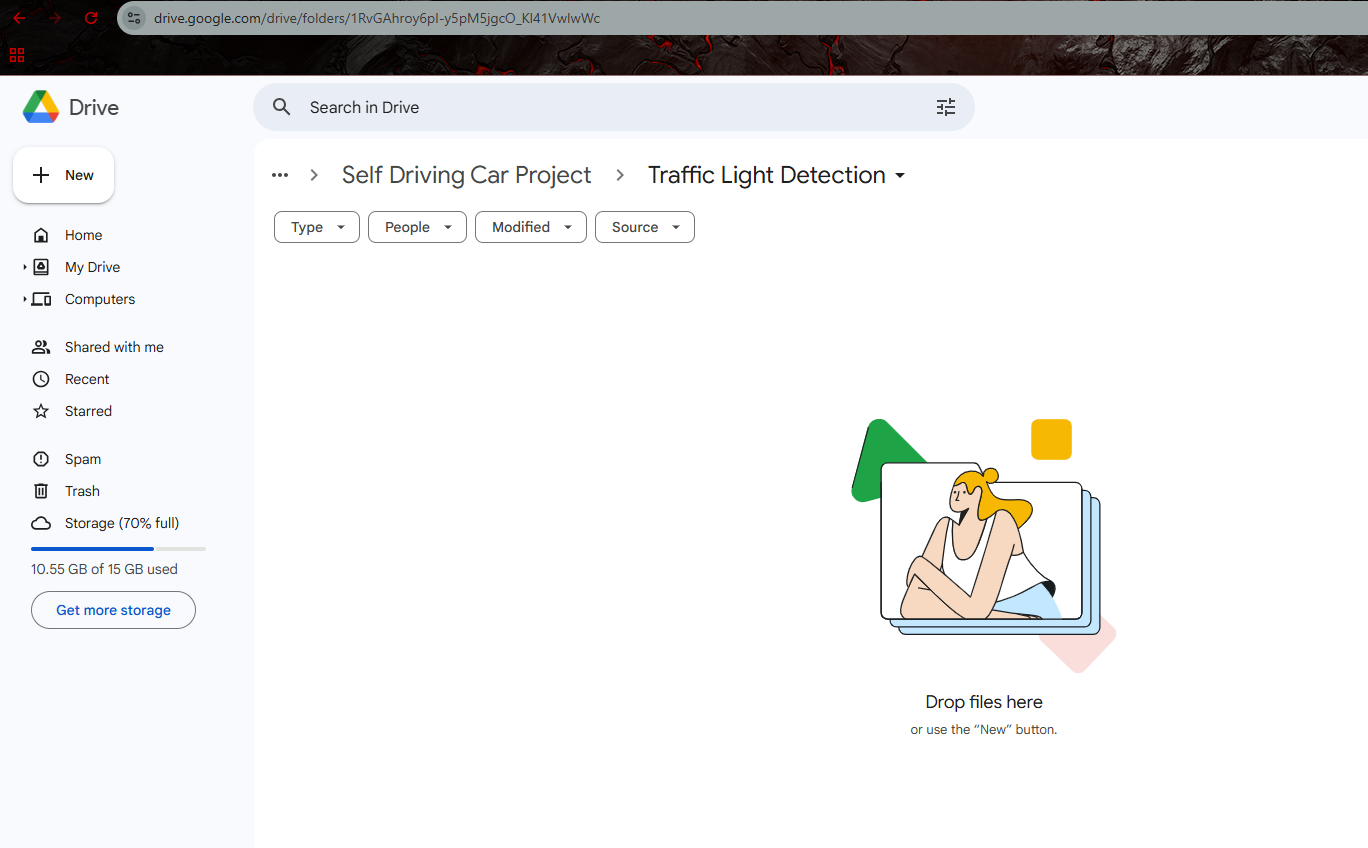 drive.google.com/drive/folders/1RvGAhroy6pI-y5pM5jgcO_KI41VwIwWc
Drive
Search in Drive
New
... > Self Driving Car Project > Traffic Light Detection
Type People Modified Source
Home
My Drive
Computers
Shared with me
Recent
Starred
Spam
Trash
Storage (70% full)
10.55 GB of 15 GB used
Get more storage
Drop files here
or use the “New” button.